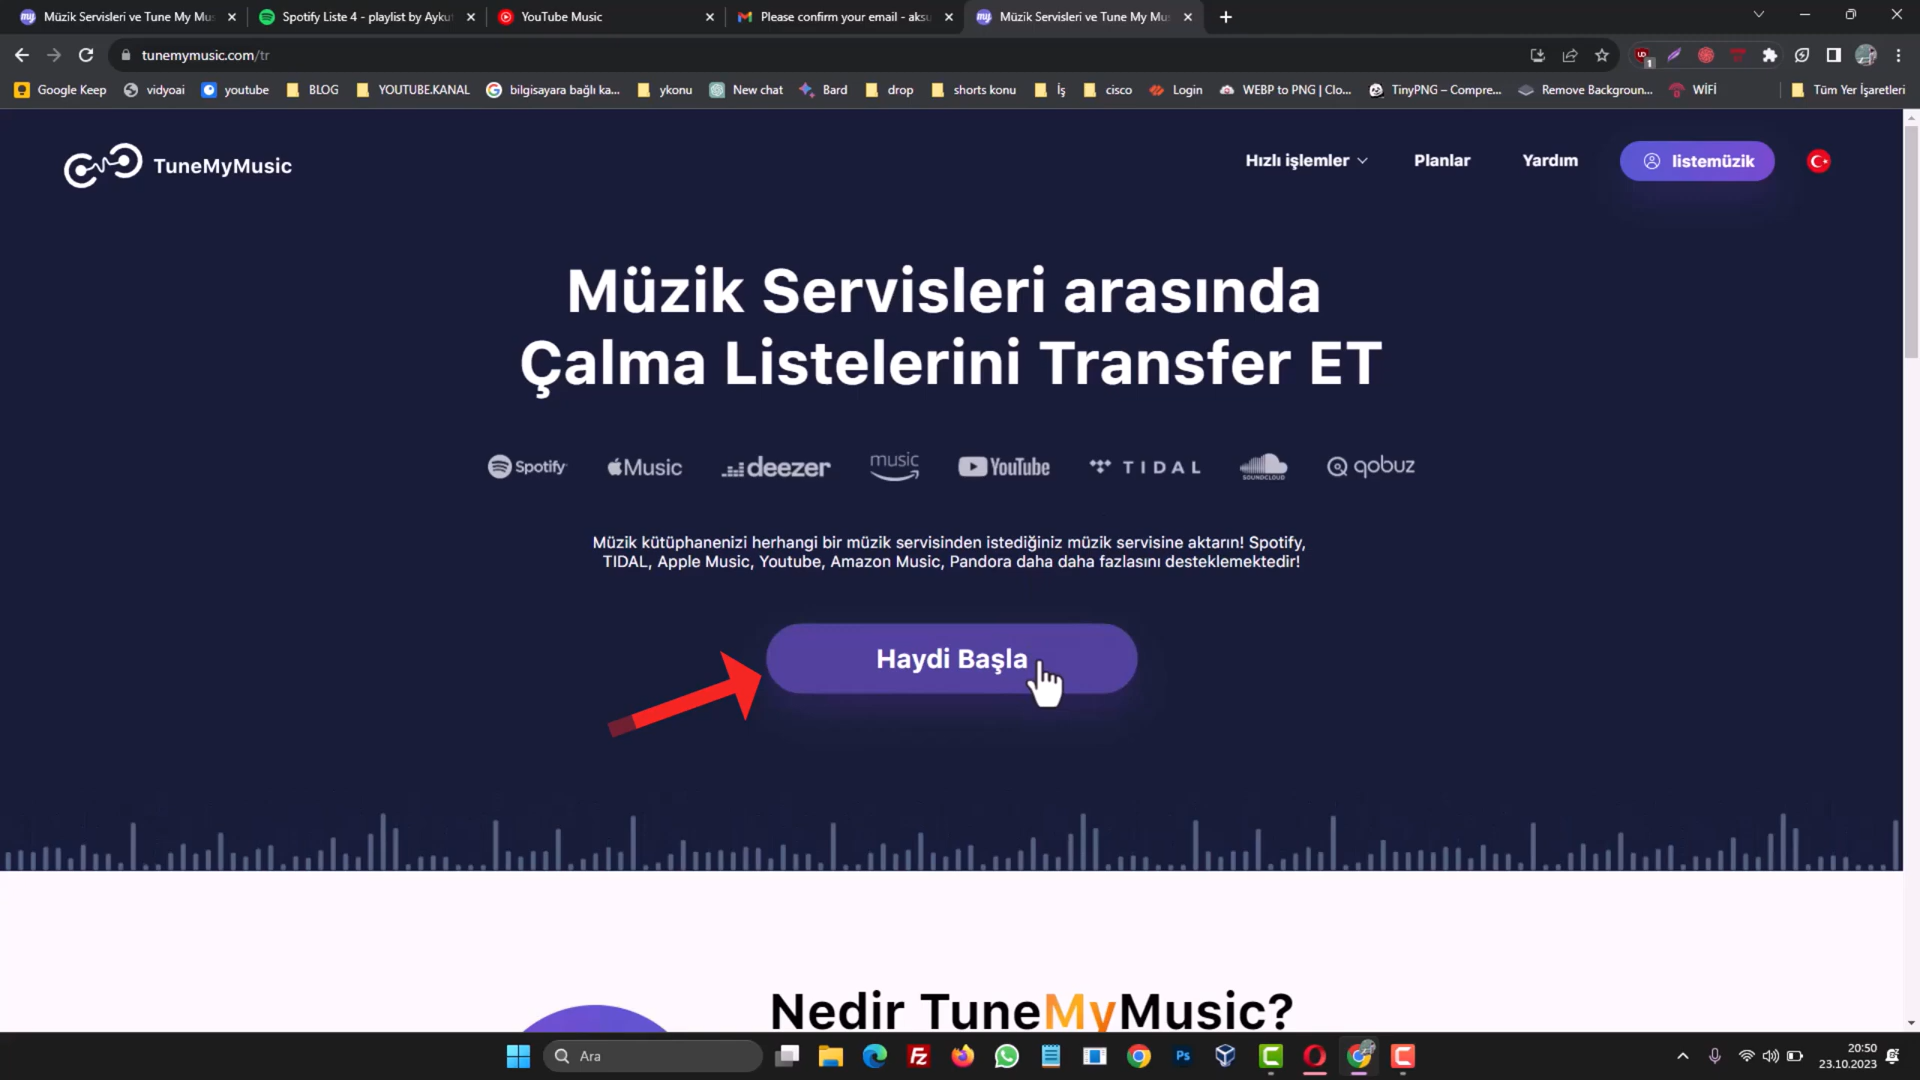 Müzik Servisleri ve Tune My Mu
Spotify Liste 4 - playlist by Ayku
YouTube Music
Please confirm your email - aksu
Müzik Servisleri ve Tune My Mu
tunemymusic.com/tr
Google Keep
vidyoai
youtube
BLOG
YOUTUBE.KANAL
bilgisayara bağlı ka...
ykonu
New chat
Bard
drop
shorts konu
İş
cisco
Login
WEBP to PNG | Clo...
TinyPNG – Compre...
Remove Backgroun...
WİFİ
Tüm Yer İşaretleri
TuneMyMusic
Hızlı işlemler
Planlar
Yardım
listemüzik
Müzik Servisleri arasında
Çalma Listelerini Transfer ET
Spotify
Music
deezer
music
YouTube
TIDAL
SOUNDCLOUD
qobuz
Müzik kütüphanenizi herhangi bir müzik servisinden istediğiniz müzik servisine aktarın! Spotify,
TIDAL, Apple Music, Youtube, Amazon Music, Pandora daha daha fazlasını desteklemektedir!
Haydi Başla
Nedir TuneMyMusic?
Ara
Fz
Ps
20:50
23.10.2023